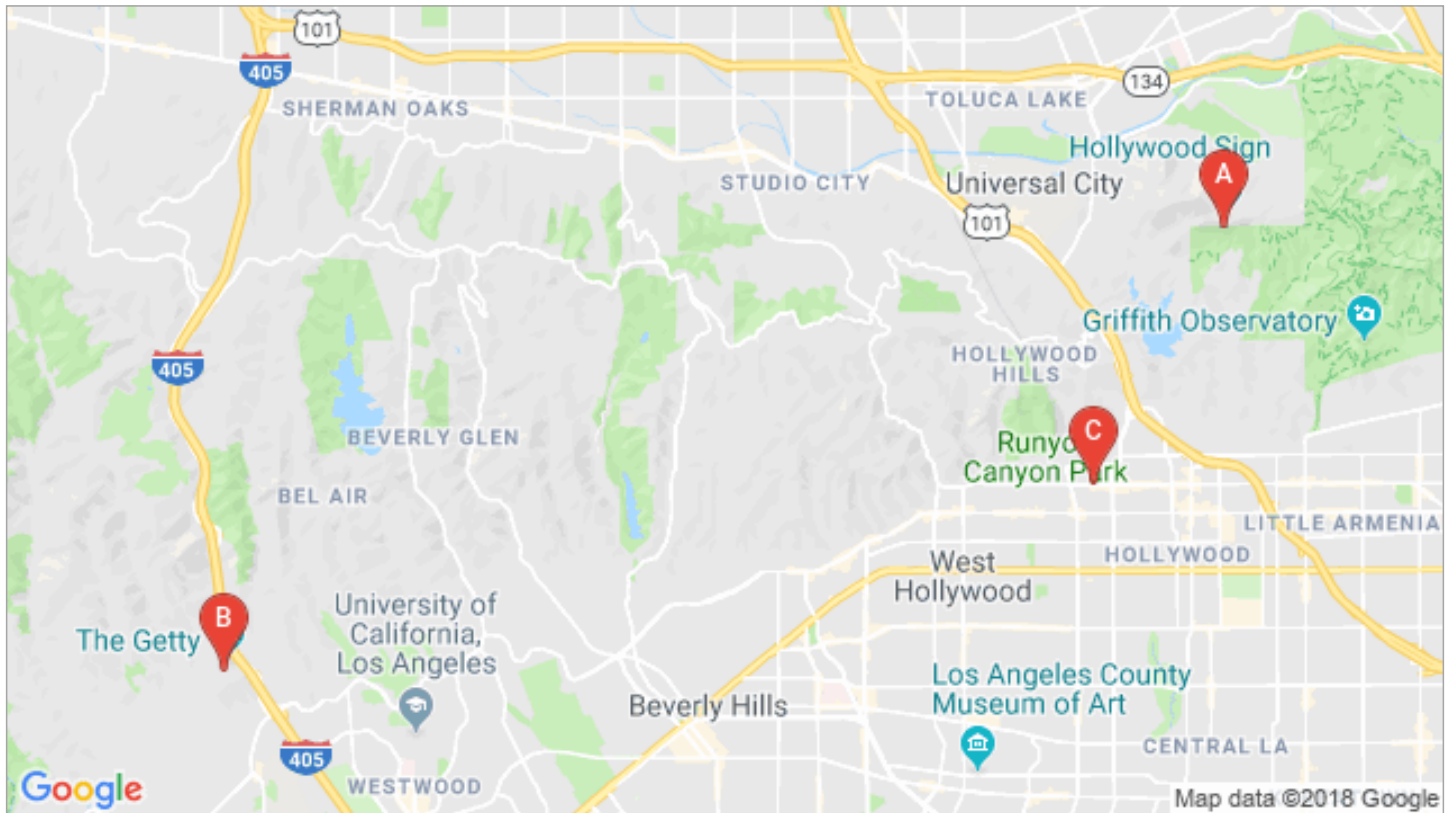 101
405
SHERMAN OAKS
134
TOLUCA LAKE
Hollywood Sign
A
STUDIO CITY
Universal City
101
Griffith Observatory
405
HOLLYWOOD
HILLS
BEVERLY GLEN
C
Canyon Park
BEL AIR
LITTLE ARMENIA
HOLLYWOOD
West
Hollywood
B
The Getty
University of
California,
Los Angeles
Los Angeles County
Museum of Art
Beverly Hills
405
CENTRAL LA
WESTWOOD
Google
Map data ©2018 Google